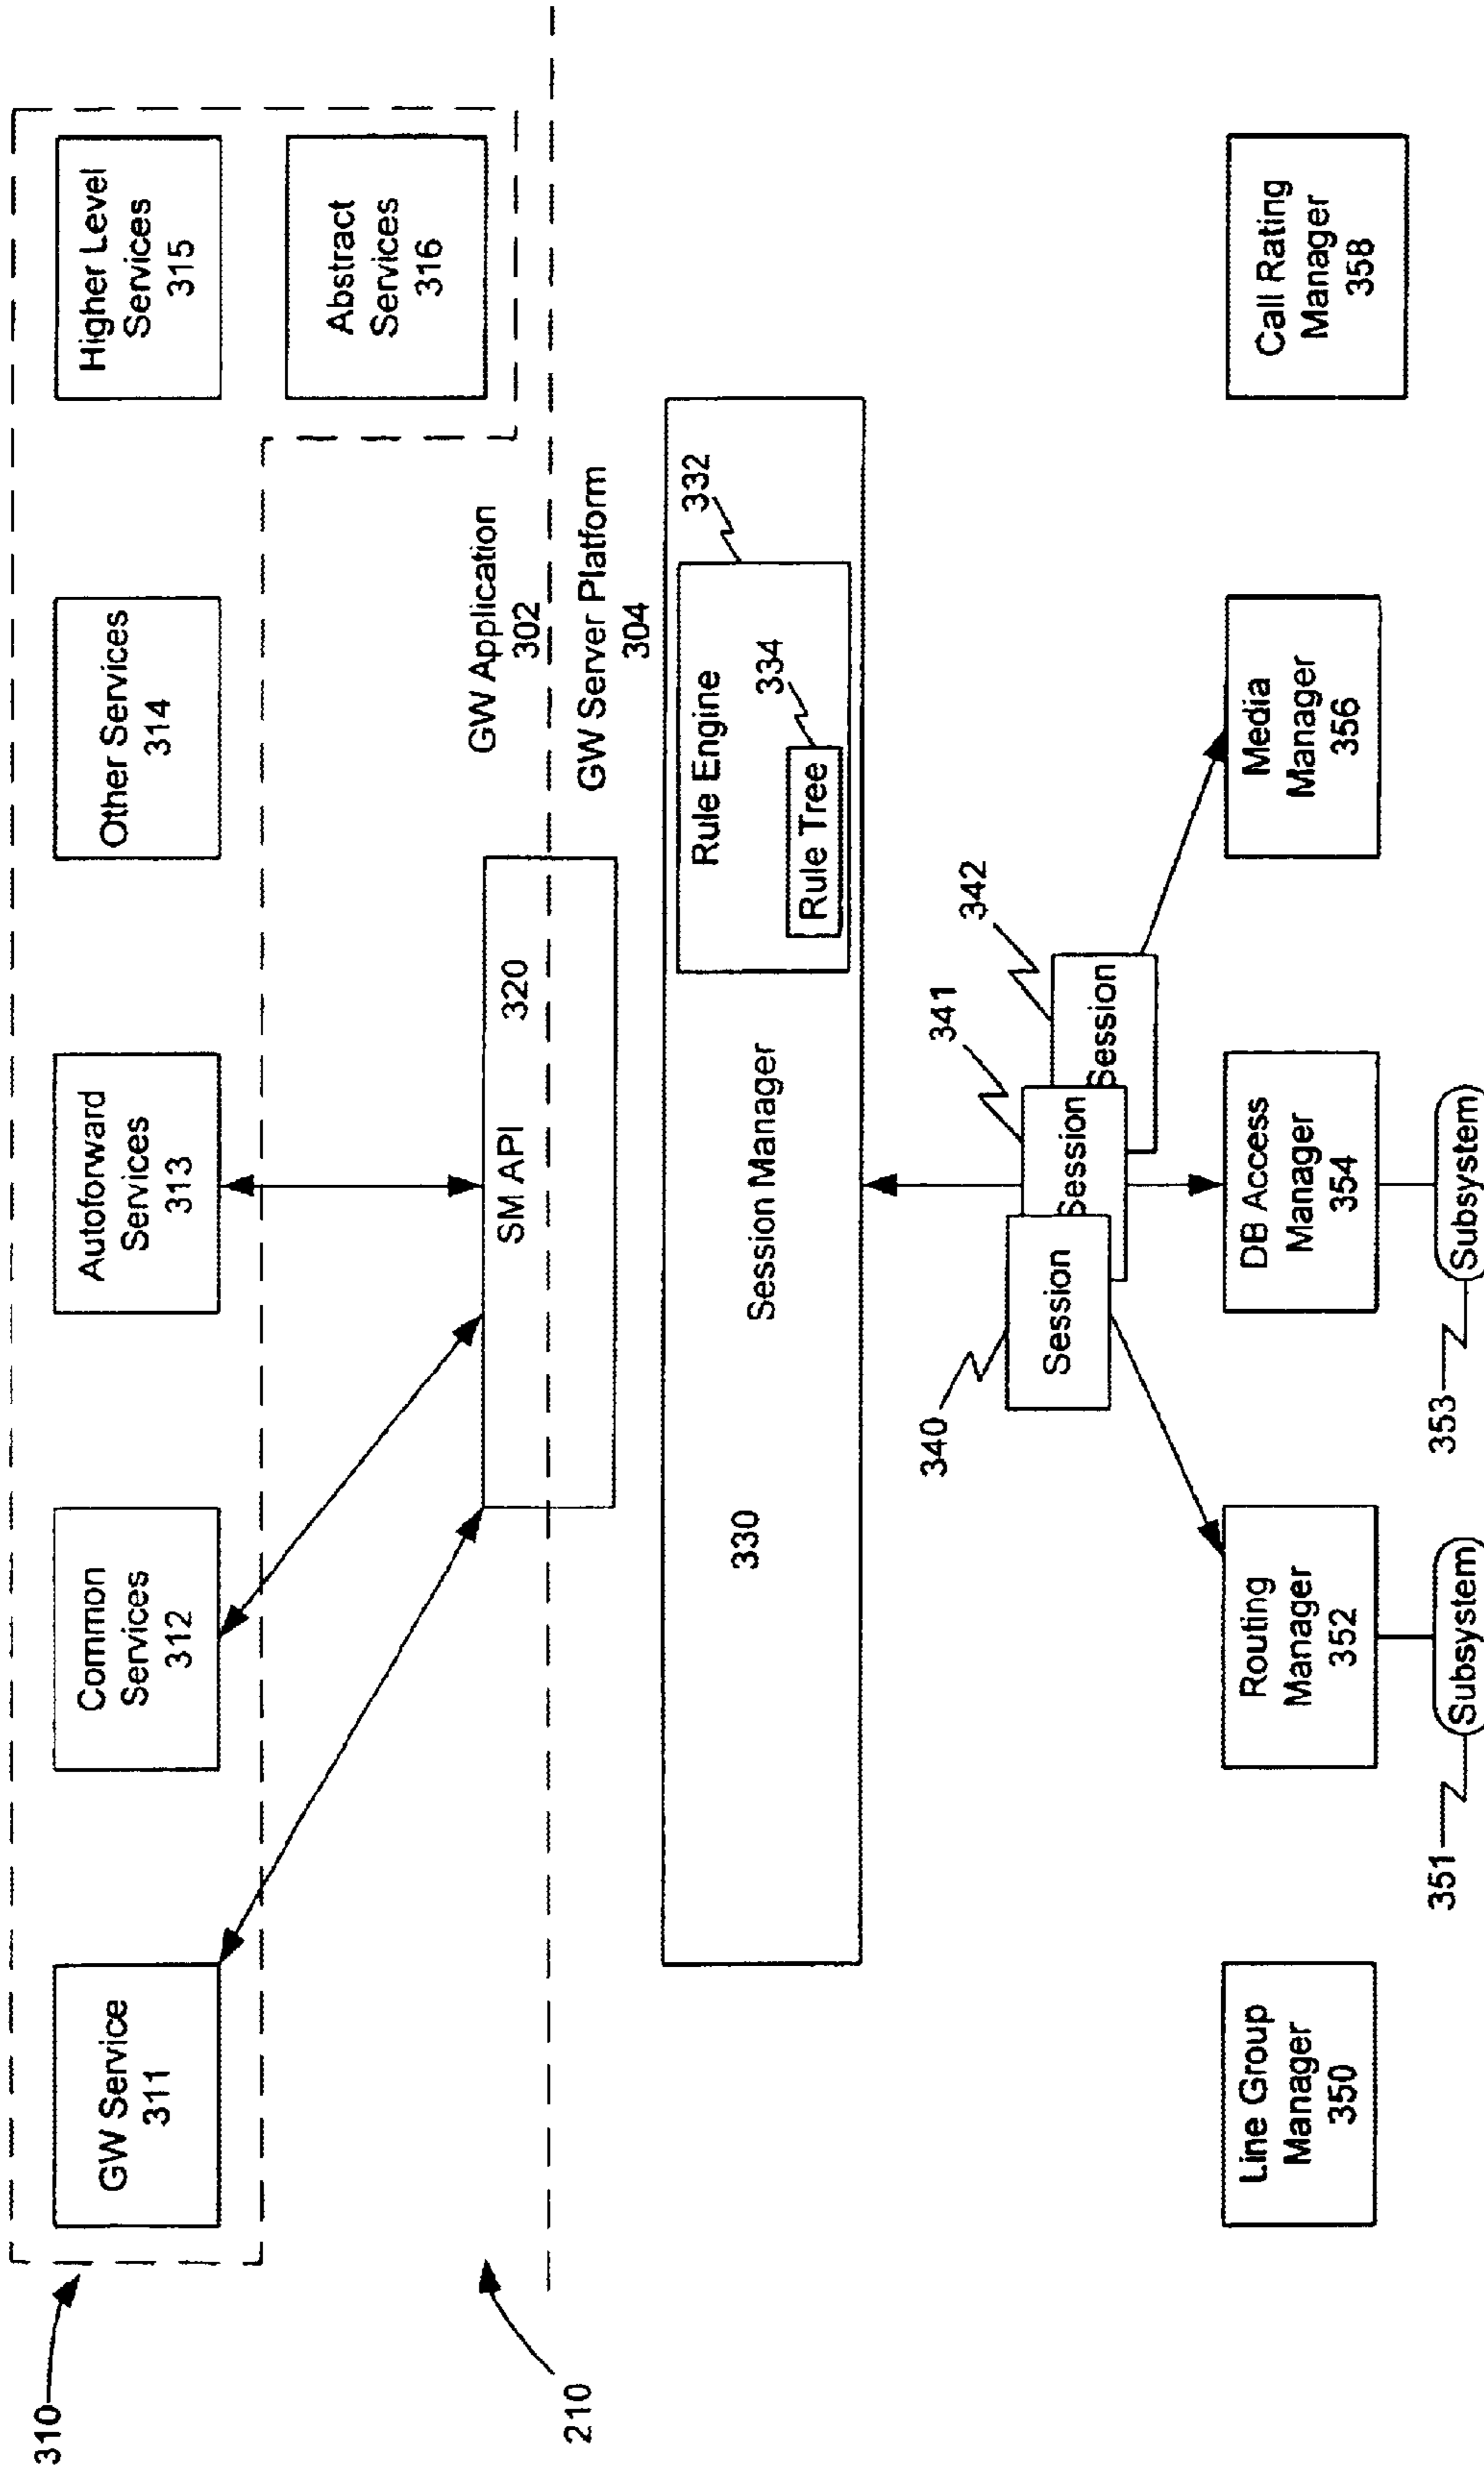 310
GW Service
311
Common
Services
312
Autoforward
Services
313
Other Services
314
Higher Level
Services
315
Abstract
Services
316
210
GW Application
302
GW Server Platform
304
SM API
320
330
Session Manager
Rule Engine
332
Rule Tree
334
340
Session
341
Session
342
Session
Line Group
Manager
350
Routing
Manager
352
DB Access
Manager
354
Media
Manager
356
Call Rating
Manager
358
351
Subsystem
353
Subsystem